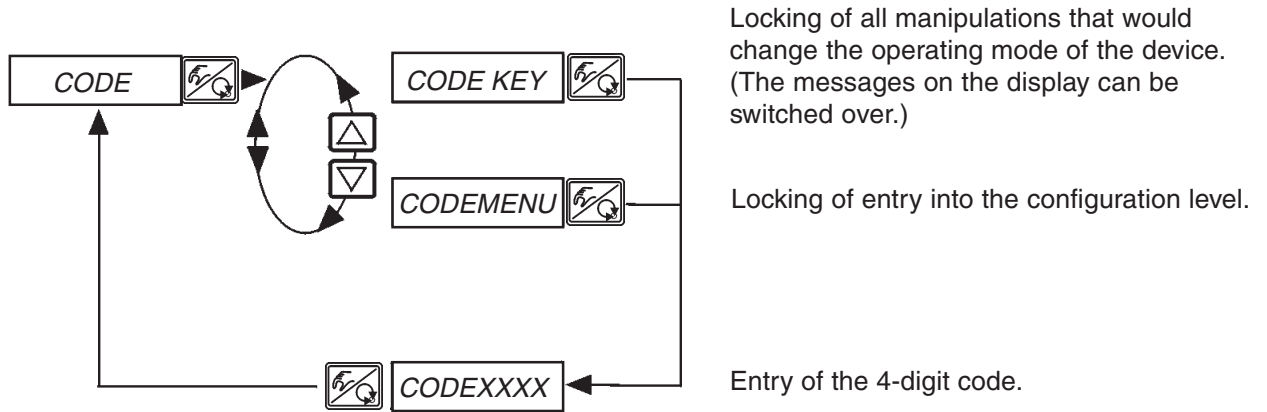 Locking of all manipulations that would
change the operating mode of the device.
(The messages on the display can be
switched over.)
CODE
CODE KEY
CODEMENU
Locking of entry into the configuration level.
CODEXXXX
Entry of the 4-digit code.